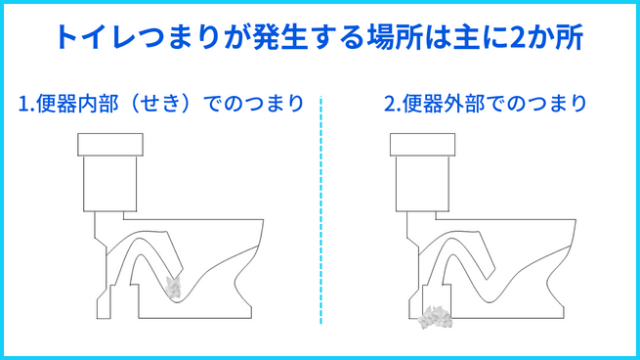 トイレつまりが発生する場所は主に2か所
1.便器内部（せき）でのつまり
2.便器外部でのつまり